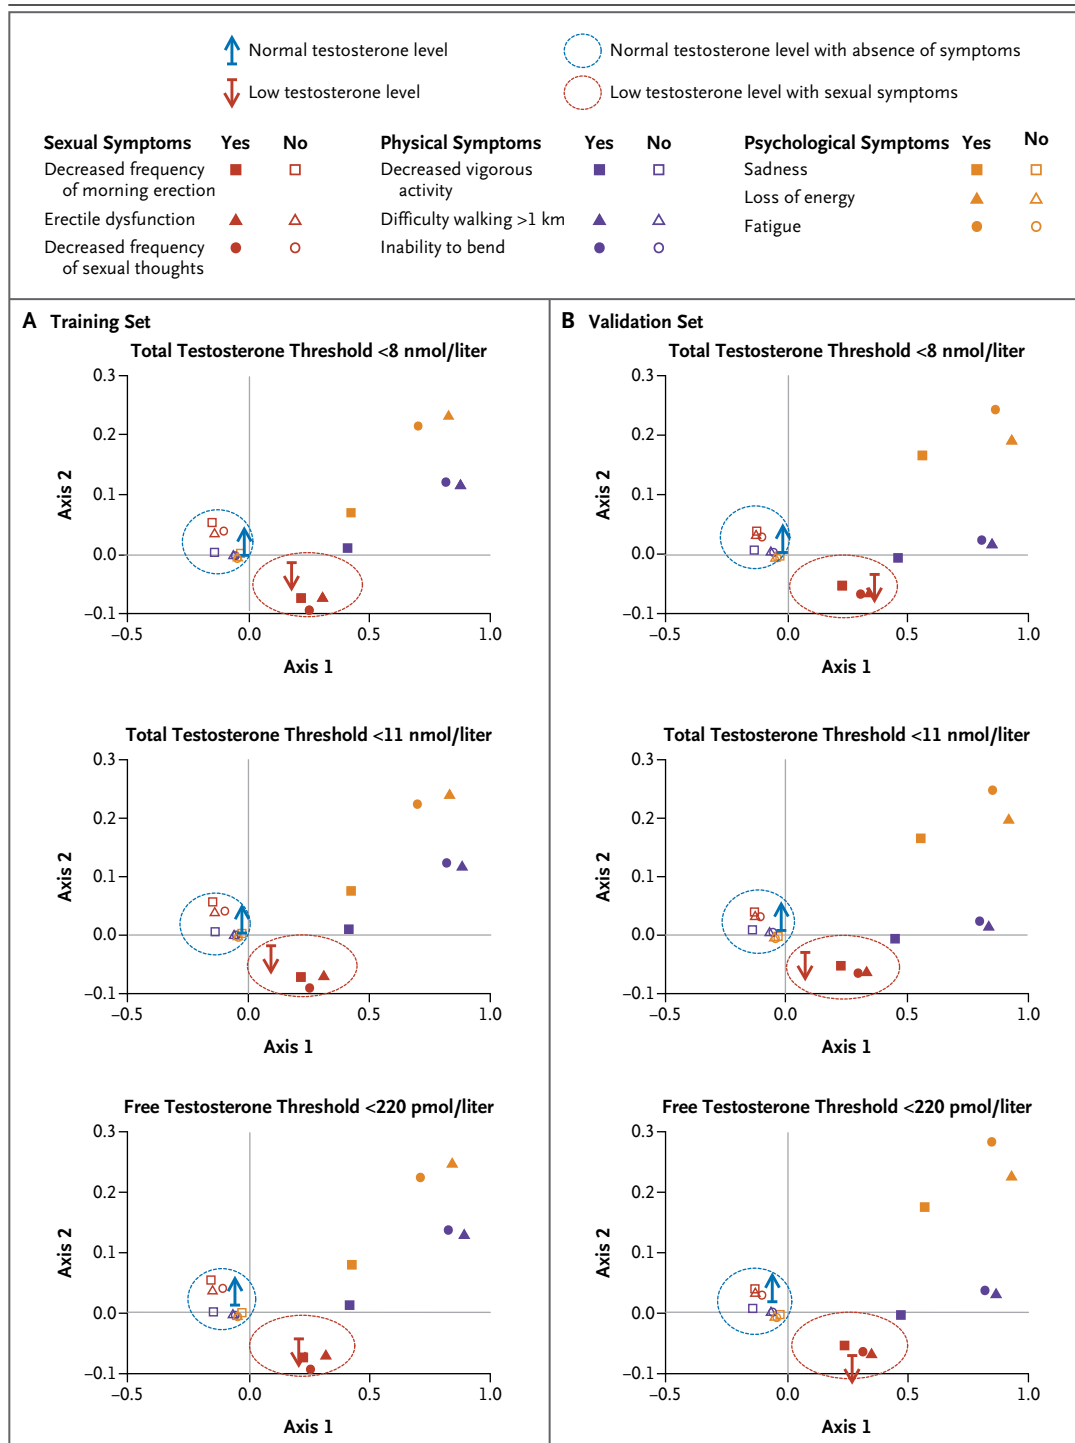 Normal testosterone level
Normal testosterone level with absence of symptoms
Low testosterone level
Low testosterone level with sexual symptoms
Sexual Symptoms Yes No
Decreased frequency
of morning erection
Erectile dysfunction
Decreased frequency
of sexual thoughts
Physical Symptoms Yes No
Decreased vigorous
activity
Difficulty walking >1 km
Inability to bend
Psychological Symptoms Yes No
Sadness
Loss of energy
Fatigue
A Training Set
Total Testosterone Threshold <8 nmol/liter
0.3
0.2
0.1
0.0
−0.1
Axis 2
−0.5 0.0 0.5 1.0
Axis 1
Total Testosterone Threshold <11 nmol/liter
0.3
0.2
0.1
0.0
−0.1
Axis 2
−0.5 0.0 0.5 1.0
Axis 1
Free Testosterone Threshold <220 pmol/liter
0.3
0.2
0.1
0.0
−0.1
Axis 2
−0.5 0.0 0.5 1.0
Axis 1
B Validation Set
Total Testosterone Threshold <8 nmol/liter
0.3
0.2
0.1
0.0
−0.1
Axis 2
−0.5 0.0 0.5 1.0
Axis 1
Total Testosterone Threshold <11 nmol/liter
0.3
0.2
0.1
0.0
−0.1
Axis 2
−0.5 0.0 0.5 1.0
Axis 1
Free Testosterone Threshold <220 pmol/liter
0.3
0.2
0.1
0.0
−0.1
Axis 2
−0.5 0.0 0.5 1.0
Axis 1